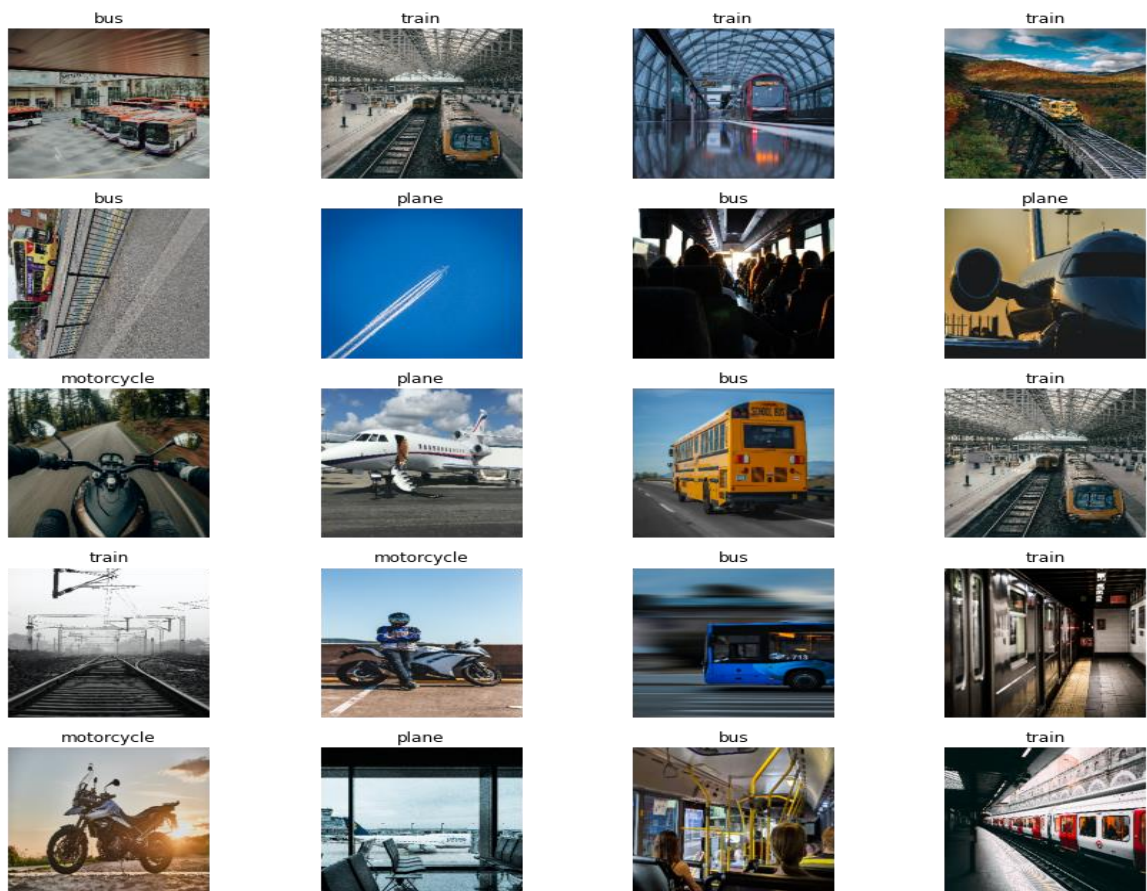 bus train train train
bus plane bus plane
motorcycle plane bus train
SCHOOL BUS
train motorcycle bus train
713
motorcycle plane bus train